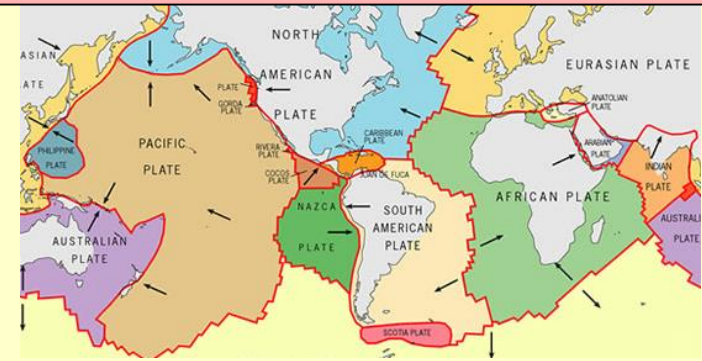 NORTH
AMERICAN
PLATE
EURASIAN PLATE
ASIAN
ATE
PLATE
GORDA
PLATE
ANATOLIAN
PLATE
PHILIPPINE
PLATE
PACIFIC
PLATE
RIVERA
PLATE
CARIBBEAN
PLATE
ARABIAN
PLATE
COCOS
PLATE
JUAN DE FUCA
INDIAN
PLATE
AFRICAN PLATE
NAZCA
PLATE
SOUTH
AMERICAN
PLATE
AUSTRALIAN
PLATE
AUSTRALI
PLATE
SCOTIA PLATE